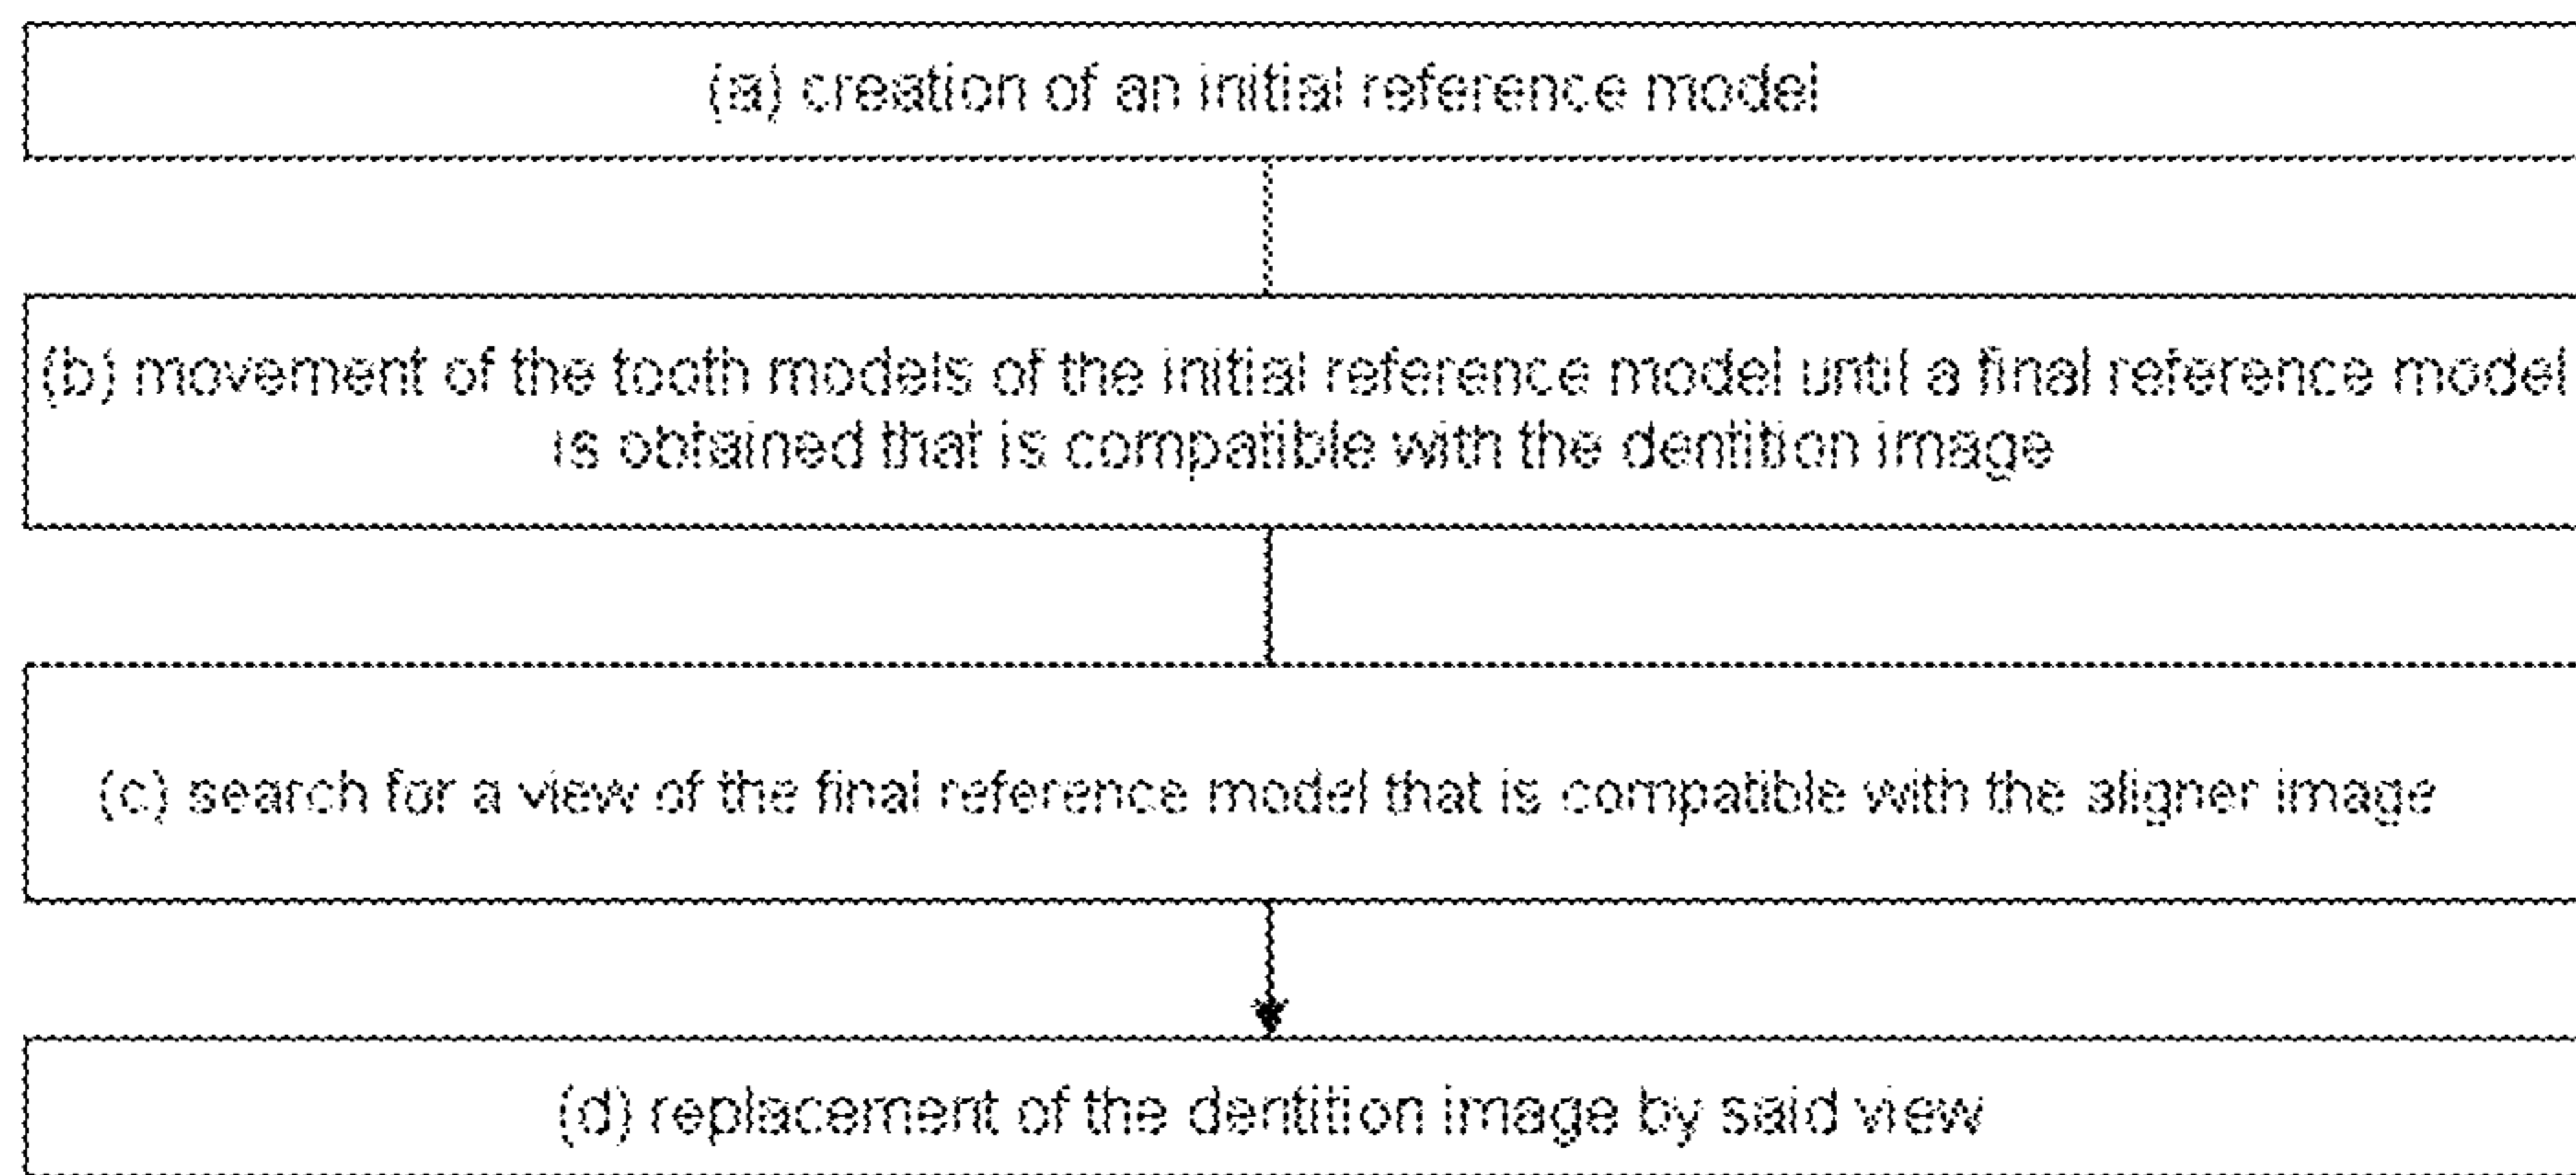 (a) creation of an initial reference model
(b) movement of the tooth models of the initial reference model until a final reference model
is obtained that is compatible with the dentition image
(c) search for a view of the final reference model that is compatible with the aligner image
(d) replacement of the dentition image by said view